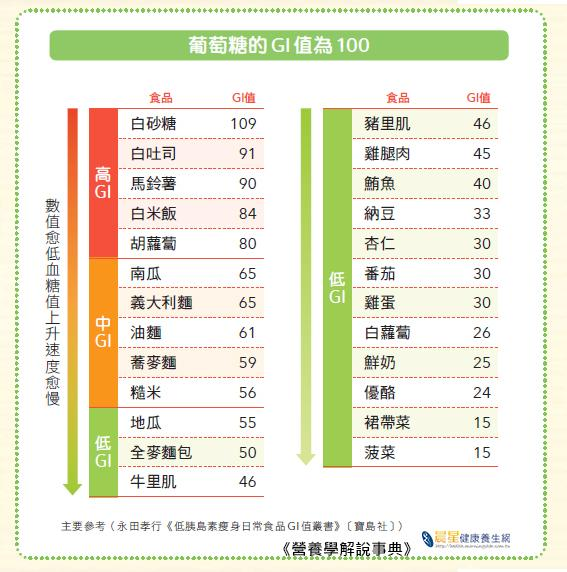 葡萄糖的GI值為100
食品 GI值
數值愈低血糖值上升速度愈慢
高GI
白砂糖 109
白吐司 91
馬鈴薯 90
白米飯 84
胡蘿蔔 80
中GI
南瓜 65
義大利麵 65
油麵 61
蕎麥麵 59
糙米 56
低GI
地瓜 55
全麥麵包 50
牛里肌 46
食品 GI值
低GI
豬里肌 46
雞腿肉 45
鮪魚 40
納豆 33
杏仁 30
番茄 30
雞蛋 30
白蘿蔔 26
鮮奶 25
優酪 24
裙帶菜 15
菠菜 15
主要參考（永田孝行《低胰島素瘦身日常食品GI值叢書》〔寶島社〕）
《營養學解說事典》
晨星健康養生網